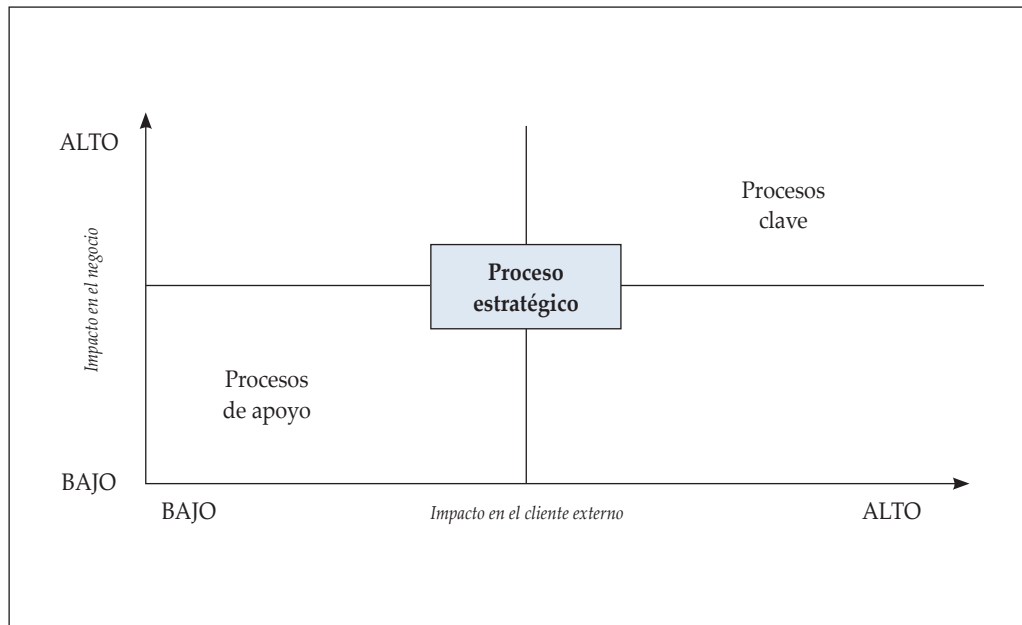 ALTO
Procesos
clave
Impacto en el negocio
Proceso
estratégico
Procesos
de apoyo
BAJO
BAJO
Impacto en el cliente externo
ALTO